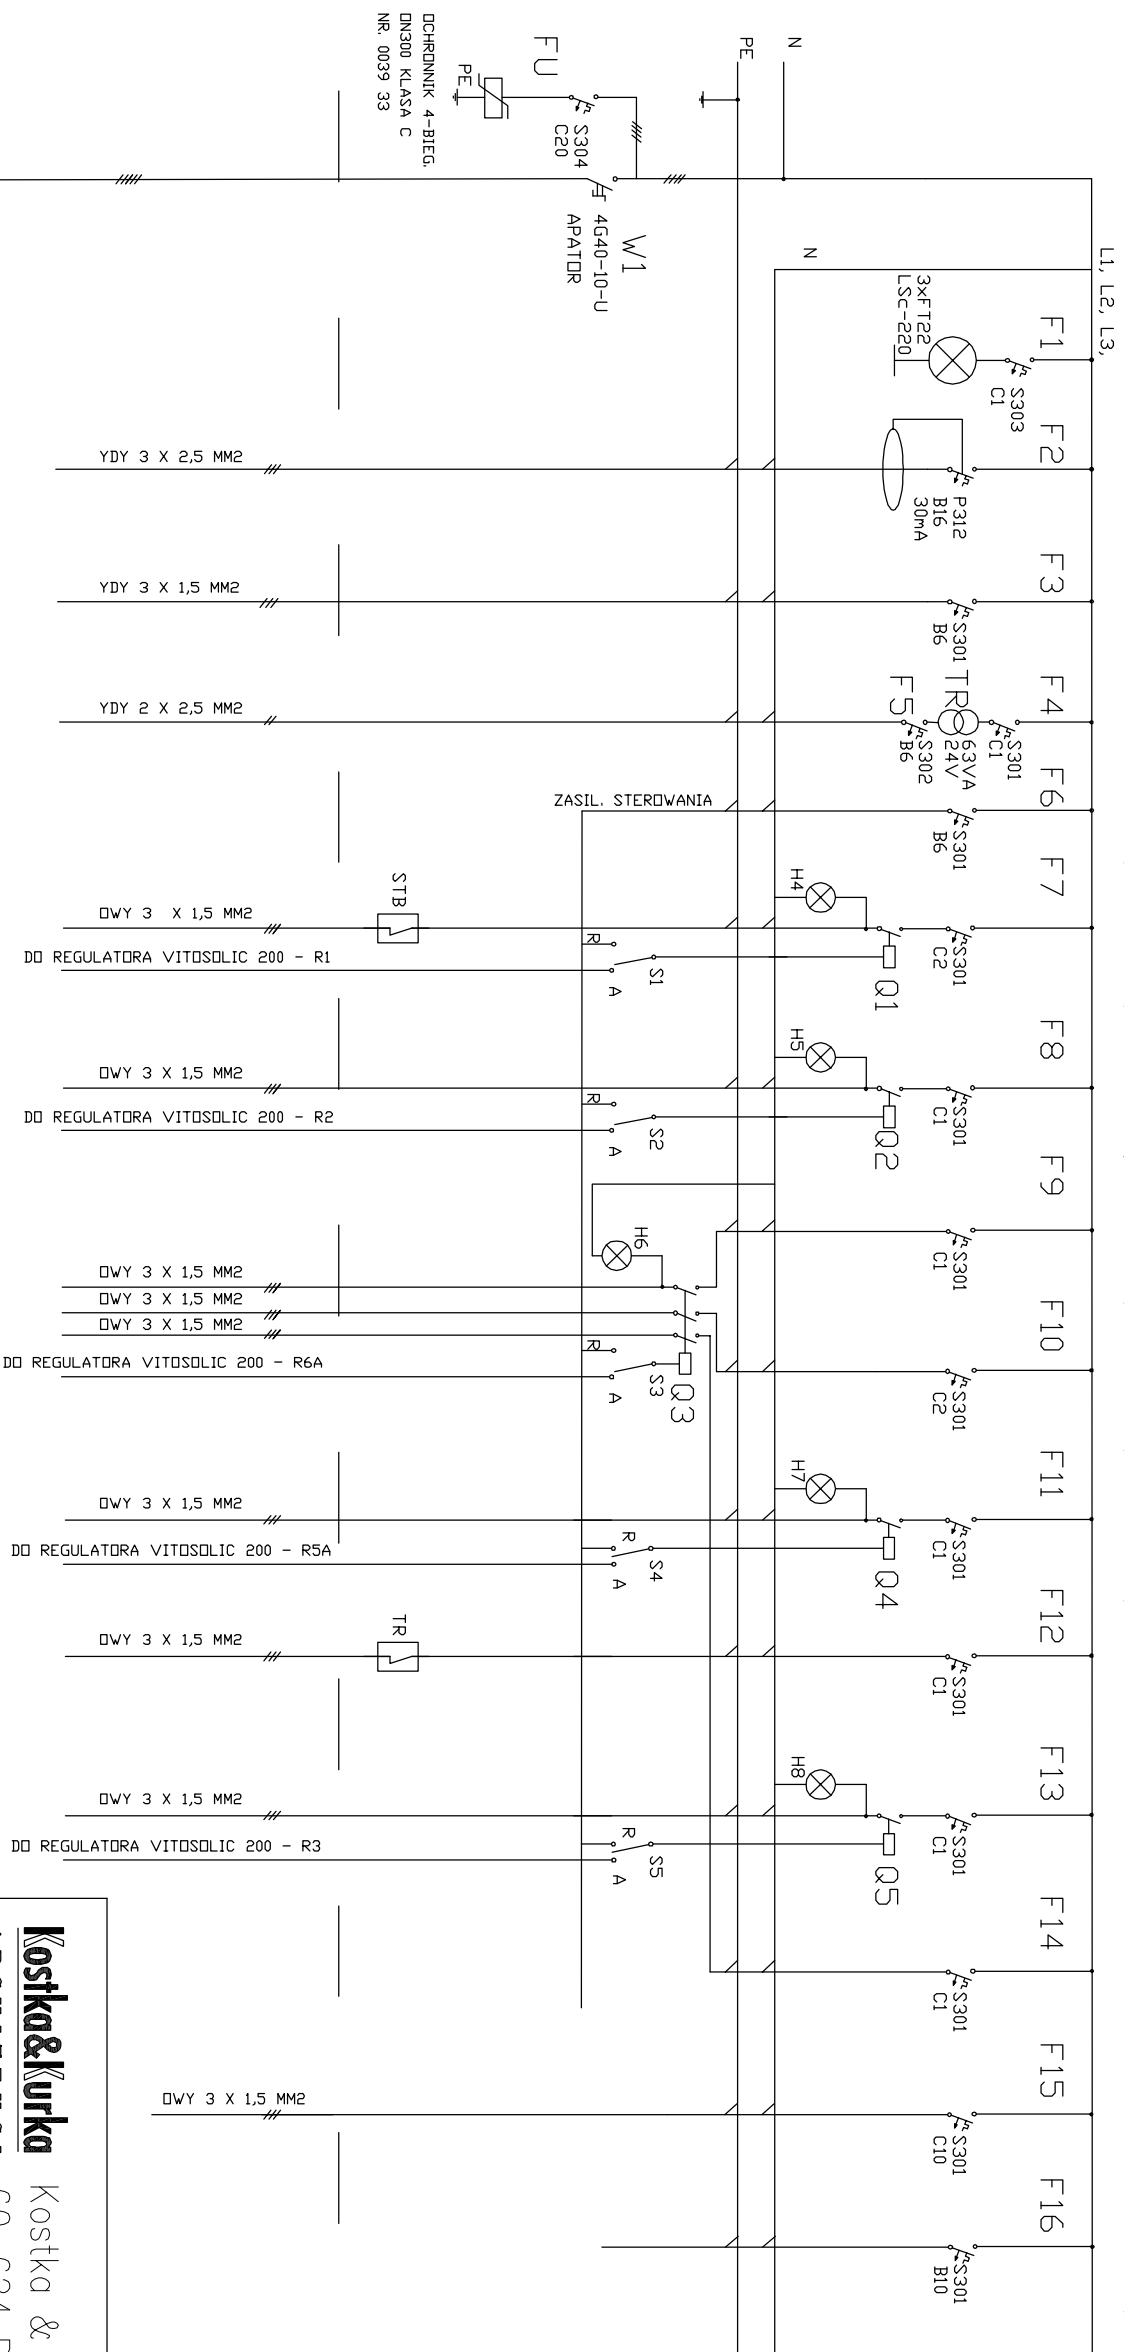 N
PE
FU
S304
C20
PE
OCHRONNIK 4-BIEG.
DN300 KLASA C
NR. 0039 33
W1
4G40-10-U
APATOR
L1, L2, L3,
N
F1
S303
C1
3xFT22
LSc-220
F2
P312
B16
30mA
YDY 3 X 2,5 MM2
F3
S301
B6
YDY 3 X 1,5 MM2
F4
S301
C1
TR
63VA
24V
F5
S302
B6
YDY 2 X 2,5 MM2
F6
S301
B6
ZASIL. STEROWANIA
F7
S301
C2
H4
Q1
STB
OWY 3 X 1,5 MM2
R
S1
A
DO REGULATORA VITOSOLIC 200 - R1
F8
S301
C1
H5
Q2
OWY 3 X 1,5 MM2
R
S2
A
DO REGULATORA VITOSOLIC 200 - R2
F9
S301
C1
H6
OWY 3 X 1,5 MM2
OWY 3 X 1,5 MM2
OWY 3 X 1,5 MM2
F10
S301
C2
Q3
R
S3
A
DO REGULATORA VITOSOLIC 200 - R6A
F11
S301
C1
H7
Q4
OWY 3 X 1,5 MM2
R
S4
A
DO REGULATORA VITOSOLIC 200 - R5A
F12
S301
C1
TR
OWY 3 X 1,5 MM2
F13
S301
C1
H8
Q5
OWY 3 X 1,5 MM2
R
S5
A
DO REGULATORA VITOSOLIC 200 - R3
F14
S301
C1
F15
S301
C10
OWY 3 X 1,5 MM2
F16
S301
B10
Kostka&Kurka
Kostka &